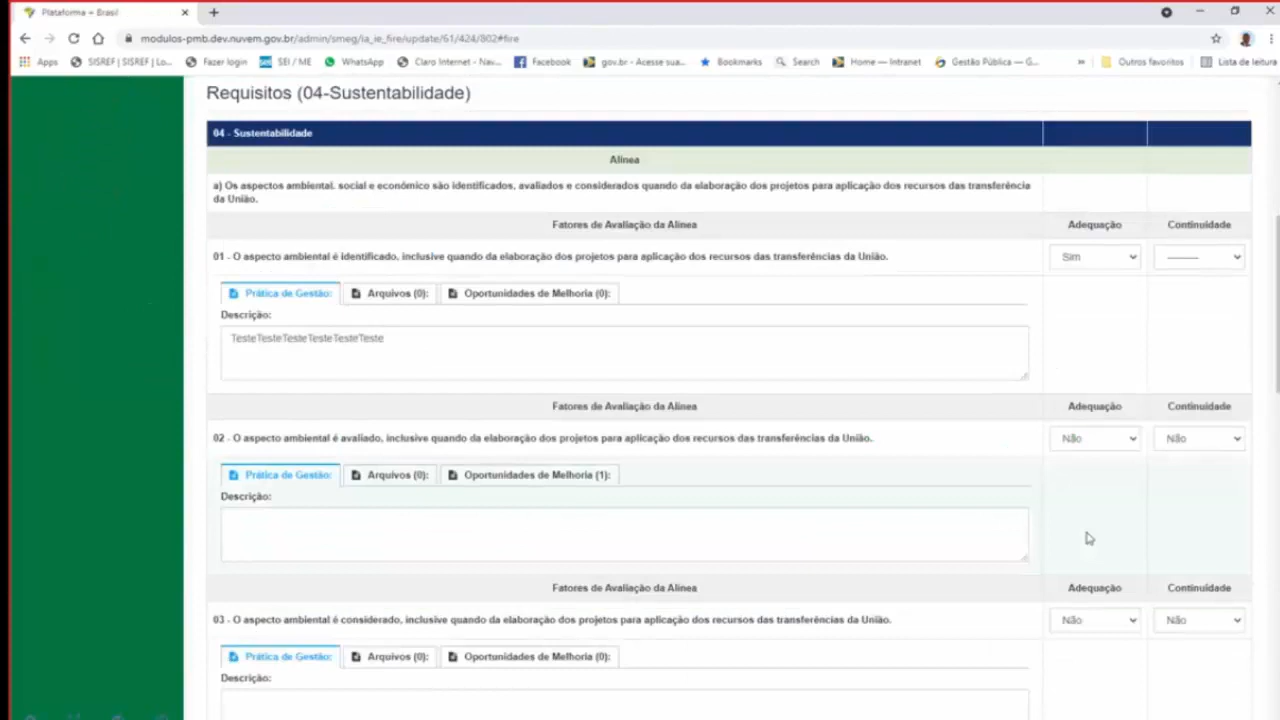 Plataforma + Brasil
modulos-pmb.dev.nuvem.gov.br/admin/smeg/ia_ie_fire/update/61/424/802#fire
Apps SISREF | SISREF | Lo... Fazer login SEI / ME WhatsApp Claro Internet - Nav... Facebook gov.br - Acesse sua... Bookmarks Search Home — Intranet Gestão Pública — G... » Outros favoritos Lista de leitura
Requisitos (04-Sustentabilidade)
04 - Sustentabilidade
Alínea
a) Os aspectos ambiental, social e económico são identificados, avaliados e considerados quando da elaboração dos projetos para aplicação dos recursos das transferência
da União.
Fatores de Avaliação da Alínea Adequação Continuidade
01 - O aspecto ambiental é identificado, inclusive quando da elaboração dos projetos para aplicação dos recursos das transferências da União. Sim ---------
Prática de Gestão: Arquivos (0): Oportunidades de Melhoria (0):
Descrição:
TesteTesteTesteTesteTesteTeste
Fatores de Avaliação da Alínea Adequação Continuidade
02 - O aspecto ambiental é avaliado, inclusive quando da elaboração dos projetos para aplicação dos recursos das transferências da União. Não Não
Prática de Gestão: Arquivos (0): Oportunidades de Melhoria (1):
Descrição:
Fatores de Avaliação da Alínea Adequação Continuidade
03 - O aspecto ambiental é considerado, inclusive quando da elaboração dos projetos para aplicação dos recursos das transferências da União. Não Não
Prática de Gestão: Arquivos (0): Oportunidades de Melhoria (0):
Descrição: